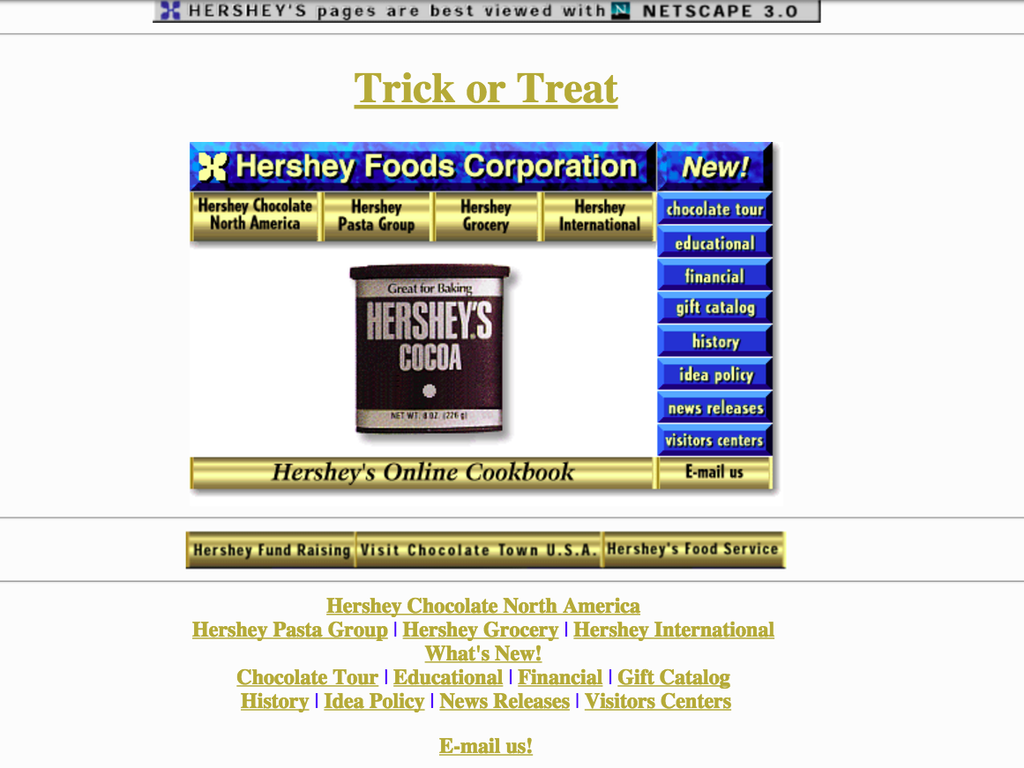 HERSHEY'S pages are best viewed with N NETSCAPE 3.0
Trick or Treat
Hershey Foods Corporation
New!
Hershey Chocolate North America
Hershey Pasta Group
Hershey Grocery
Hershey International
chocolate tour
educational
financial
gift catalog
history
idea policy
news releases
visitors centers
Great for Baking
HERSHEY'S
COCOA
NET WT. 8 OZ. (226 g)
Hershey's Online Cookbook
E-mail us
Hershey Fund Raising
Visit Chocolate Town U.S.A.
Hershey's Food Service
Hershey Chocolate North America
Hershey Pasta Group | Hershey Grocery | Hershey International
What's New!
Chocolate Tour | Educational | Financial | Gift Catalog
History | Idea Policy | News Releases | Visitors Centers
E-mail us!